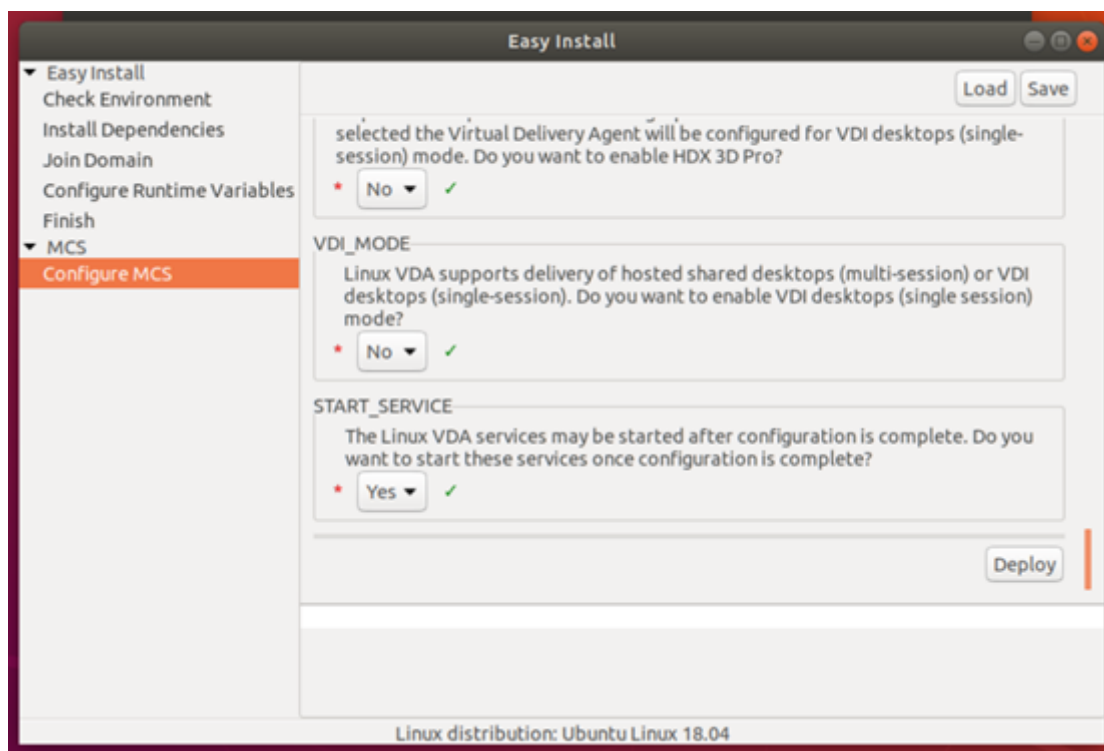 Easy Install
Easy Install
Check Environment
Install Dependencies
Join Domain
Configure Runtime Variables
Finish
MCS
Configure MCS
Load Save
selected the Virtual Delivery Agent will be configured for VDI desktops (single-
session) mode. Do you want to enable HDX 3D Pro?
* No ✓
VDI_MODE
Linux VDA supports delivery of hosted shared desktops (multi-session) or VDI
desktops (single-session). Do you want to enable VDI desktops (single session)
mode?
* No ✓
START_SERVICE
The Linux VDA services may be started after configuration is complete. Do you
want to start these services once configuration is complete?
* Yes ✓
Deploy
Linux distribution: Ubuntu Linux 18.04